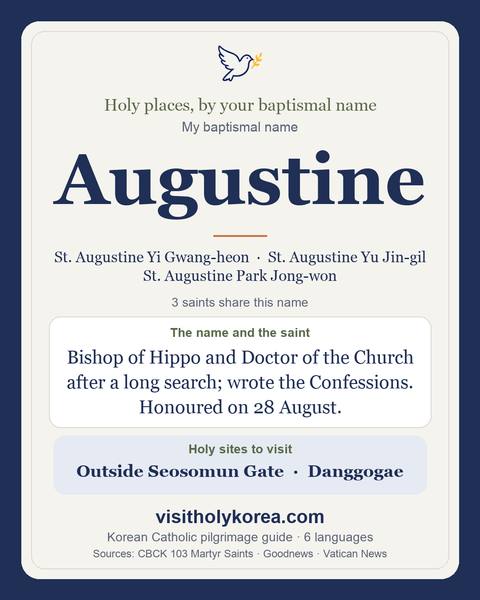 Holy places, by your baptismal name
My baptismal name
Augustine
St. Augustine Yi Gwang-heon · St. Augustine Yu Jin-gil
St. Augustine Park Jong-won
3 saints share this name
The name and the saint
Bishop of Hippo and Doctor of the Church
after a long search; wrote the Confessions.
Honoured on 28 August.
Holy sites to visit
Outside Seosomun Gate · Danggogae
visitholykorea.com
Korean Catholic pilgrimage guide · 6 languages
Sources: CBCK 103 Martyr Saints · Goodnews · Vatican News